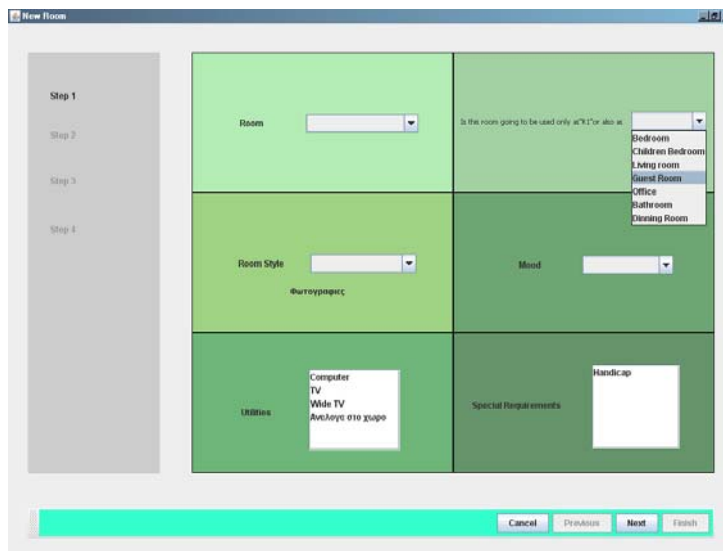 New Room
Step 1
Step 2
Step 3
Step 4
Room
Is the room going to be used only as"R1"or also as
Bedroom
Children Bedroom
Living room
Guest Room
Office
Bathroom
Dinning Room
Room Style
Φωτογραφιες
Mood
Utilities
Computer
TV
Wide TV
Αναλογα στο χωρο
Special Requirements
Handicap
Cancel
Previous
Next
Finish